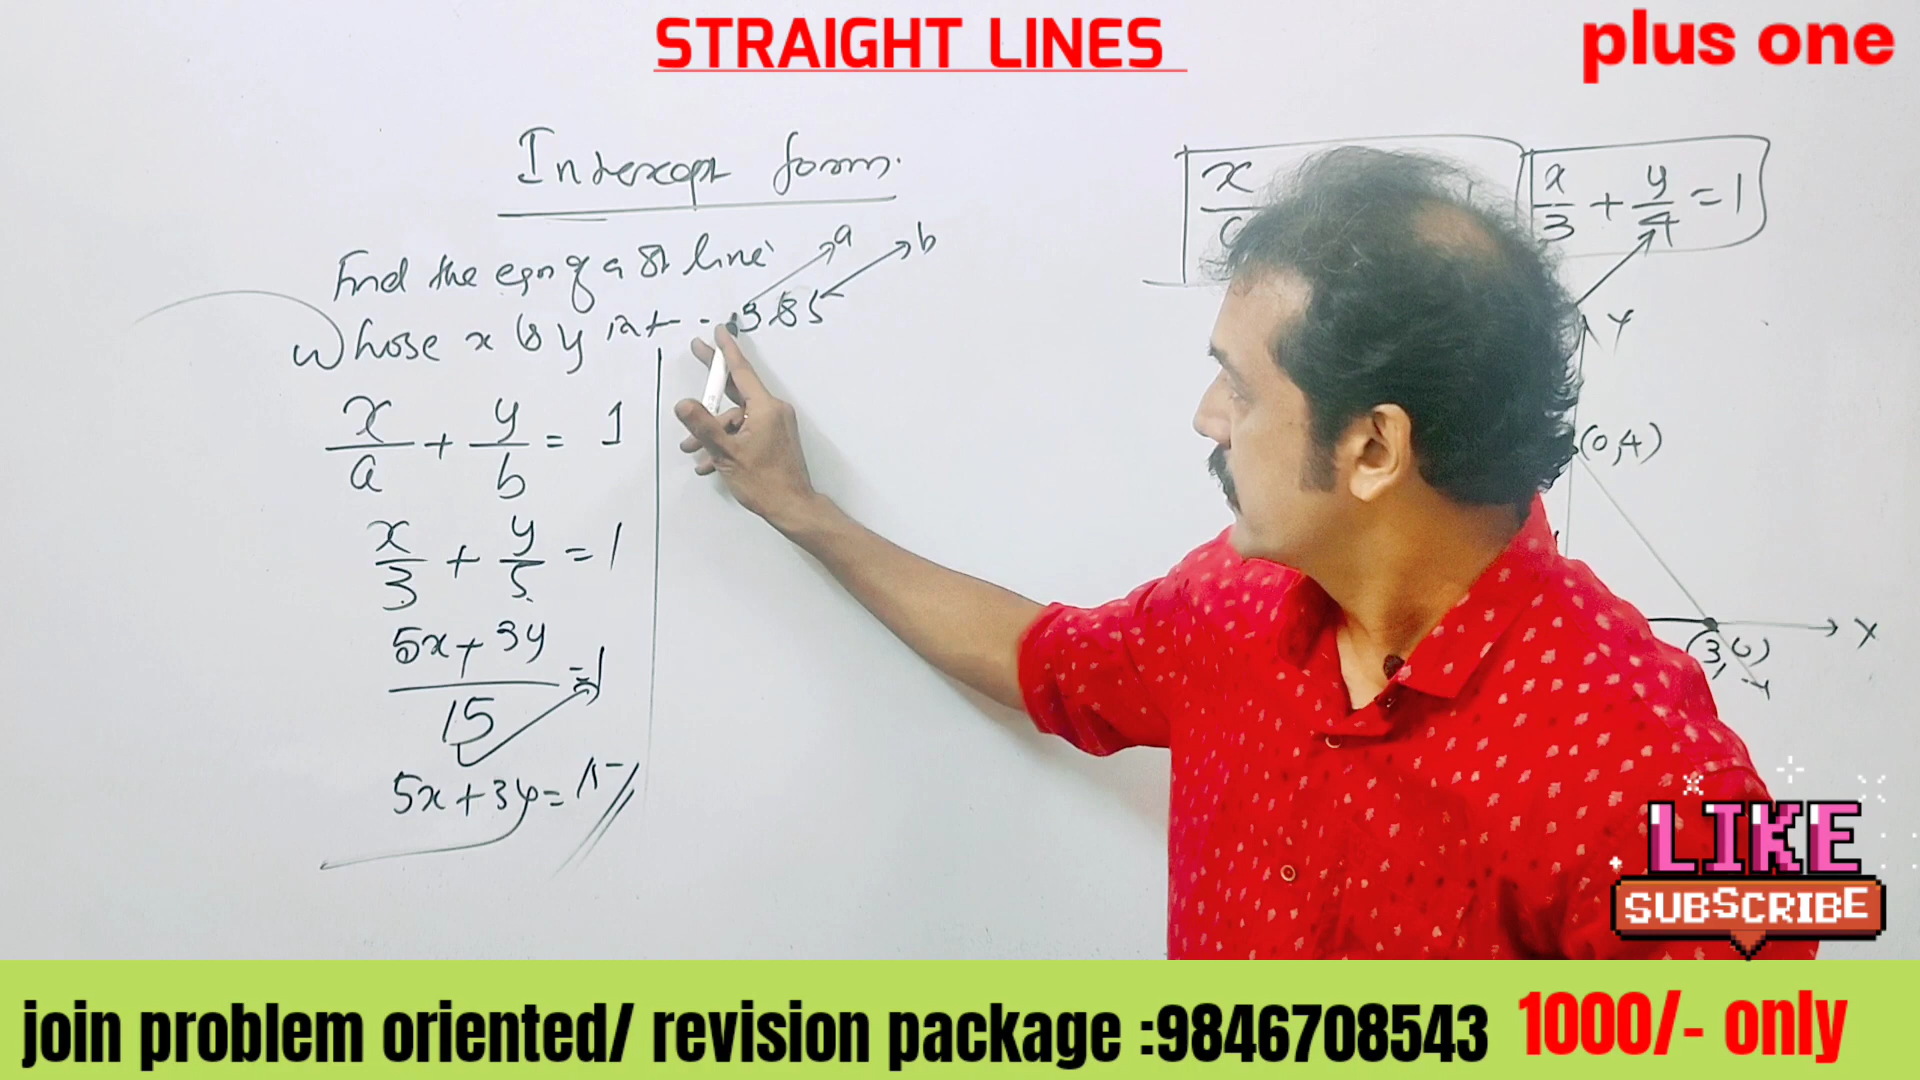 STRAIGHT LINES
plus one
Intercept form.
Find the eqn of a St line
a
b
Whose x & y int - 3 & 5
x/a + y/b = 1
x/3 + y/5 = 1
5x + 3y / 15 = 1
5x + 3y = 15
x
x/3 + y/4 = 1
Y
(0,4)
X
(3,0)
LIKE
SUBSCRIBE
join problem oriented/ revision package :9846708543 1000/- only